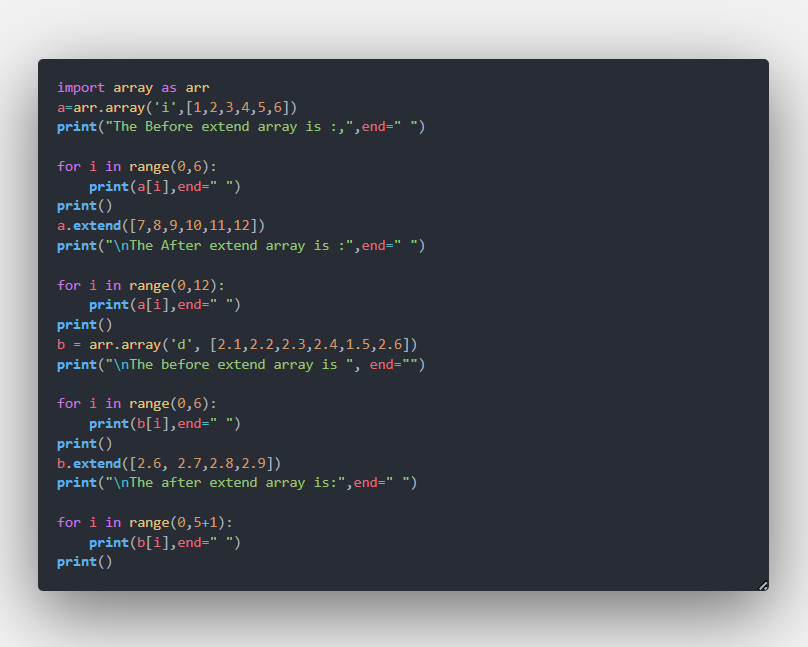 import array as arr
a=arr.array('i',[1,2,3,4,5,6])
print("The Before extend array is :,",end=" ")
for i in range(0,6):
    print(a[i],end=" ")
print()
a.extend([7,8,9,10,11,12])
print("\nThe After extend array is :",end=" ")
for i in range(0,12):
    print(a[i],end=" ")
print()
b = arr.array('d', [2.1,2.2,2.3,2.4,1.5,2.6])
print("\nThe before extend array is ", end="")
for i in range(0,6):
    print(b[i],end=" ")
print()
b.extend([2.6, 2.7,2.8,2.9])
print("\nThe after extend array is:",end=" ")
for i in range(0,5+1):
    print(b[i],end=" ")
print()